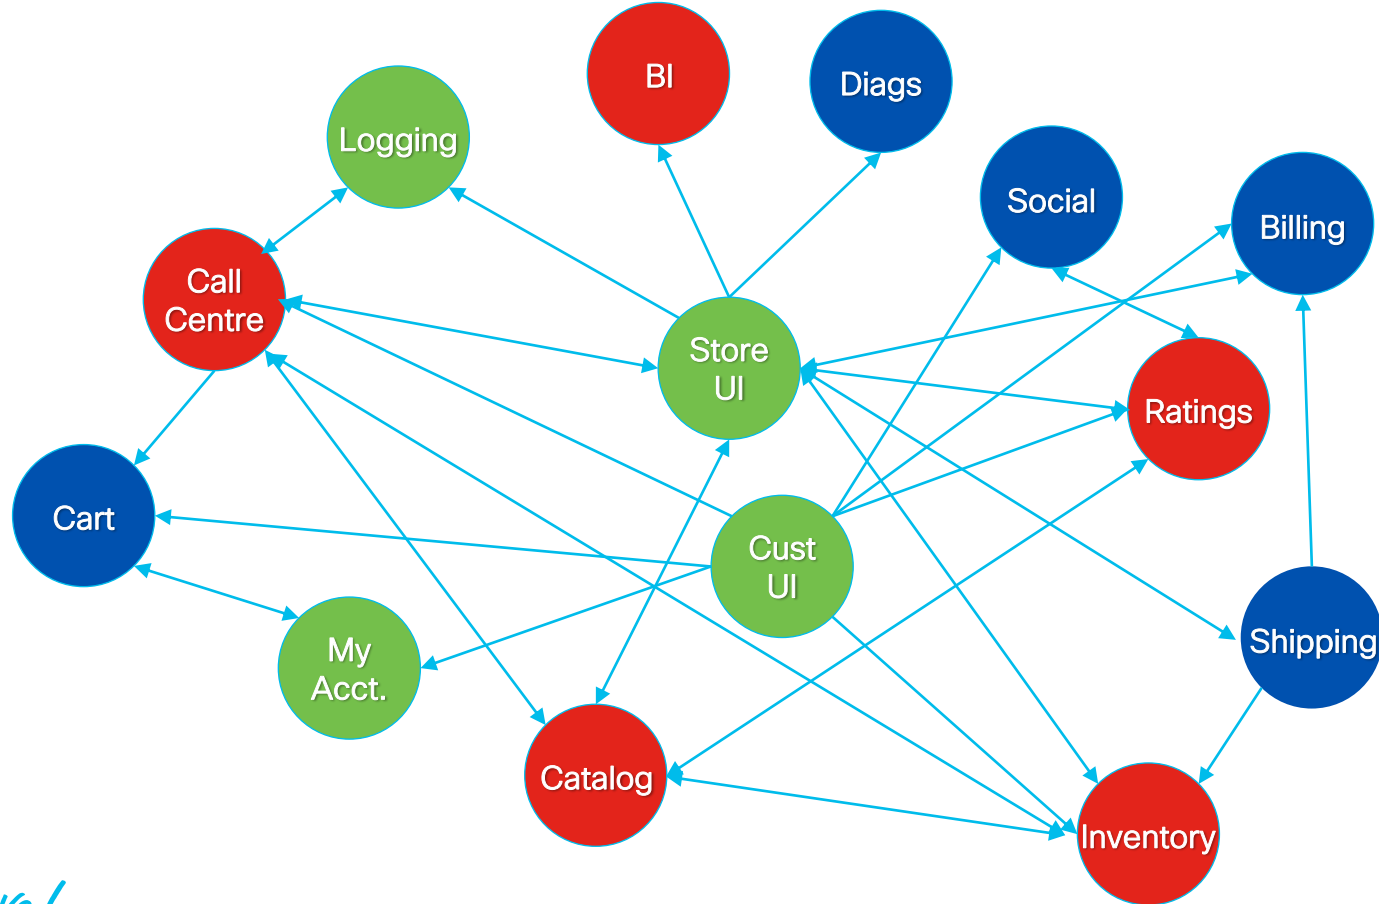 BI
Diags
Logging
Social
Billing
Call
Centre
Store
UI
Ratings
Cart
Cust
UI
My
Acct.
Shipping
Catalog
Inventory